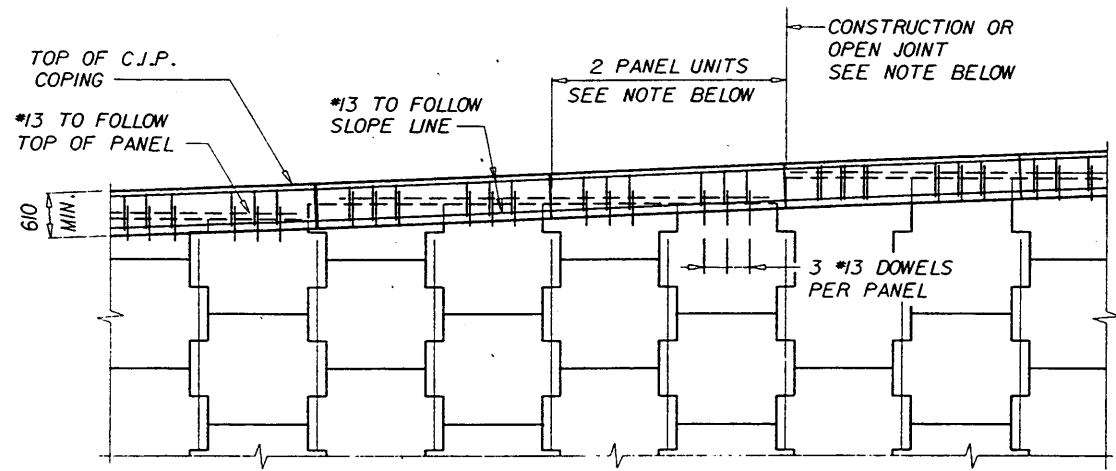 TOP OF C.I.P.
COPING
#13 TO FOLLOW
TOP OF PANEL
#13 TO FOLLOW
SLOPE LINE
2 PANEL UNITS
SEE NOTE BELOW
CONSTRUCTION OR
OPEN JOINT
SEE NOTE BELOW
610
MIN.
3 #13 DOWELS
PER PANEL